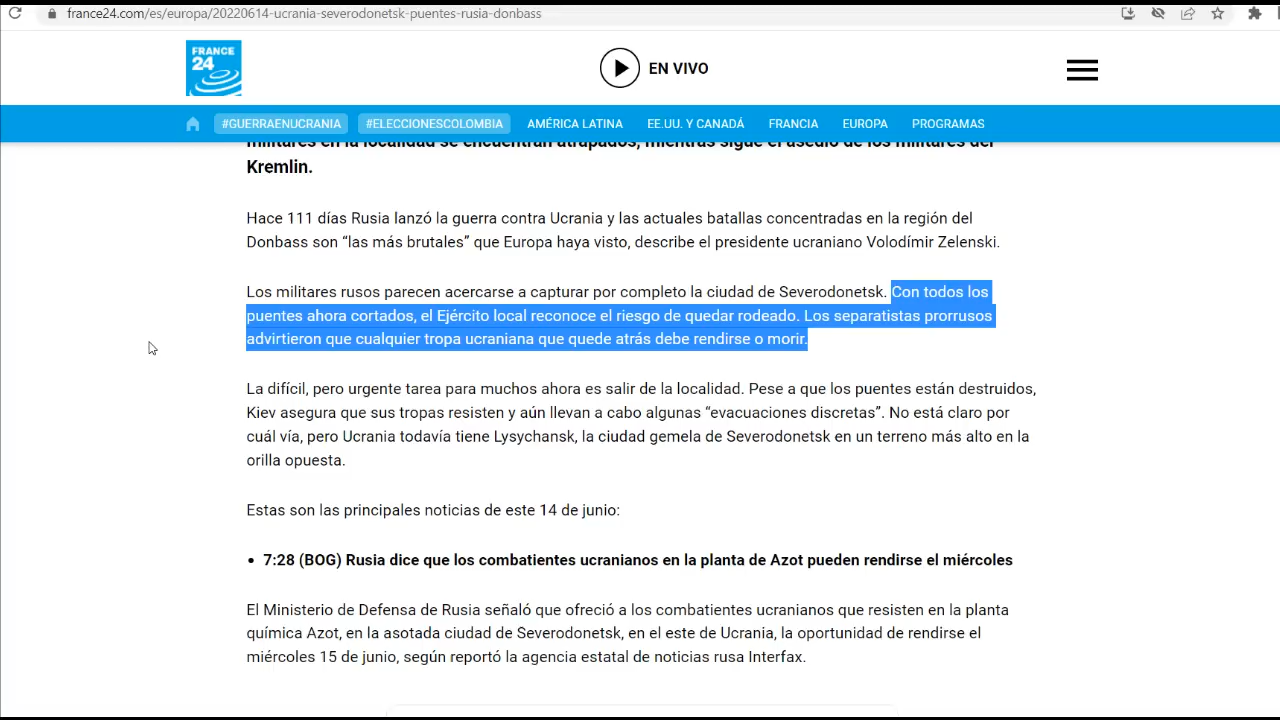 france24.com/es/europa/20220614-ucrania-severodonetsk-puentes-rusia-donbass
FRANCE
24
EN VIVO
#GUERRAENUCRANIA #ELECCIONESCOLOMBIA AMÉRICA LATINA EE.UU. Y CANADÁ FRANCIA EUROPA PROGRAMAS
militares en la localidad se encuentran atrapados, mientras sigue el asedio de los militares del
Kremlin.
Hace 111 días Rusia lanzó la guerra contra Ucrania y las actuales batallas concentradas en la región del
Donbass son “las más brutales” que Europa haya visto, describe el presidente ucraniano Volodímir Zelenski.
Los militares rusos parecen acercarse a capturar por completo la ciudad de Severodonetsk. Con todos los
puentes ahora cortados, el Ejército local reconoce el riesgo de quedar rodeado. Los separatistas prorrusos
advirtieron que cualquier tropa ucraniana que quede atrás debe rendirse o morir.
La difícil, pero urgente tarea para muchos ahora es salir de la localidad. Pese a que los puentes están destruidos,
Kiev asegura que sus tropas resisten y aún llevan a cabo algunas “evacuaciones discretas”. No está claro por
cuál vía, pero Ucrania todavía tiene Lysychansk, la ciudad gemela de Severodonetsk en un terreno más alto en la
orilla opuesta.
Estas son las principales noticias de este 14 de junio:
• 7:28 (BOG) Rusia dice que los combatientes ucranianos en la planta de Azot pueden rendirse el miércoles
El Ministerio de Defensa de Rusia señaló que ofreció a los combatientes ucranianos que resisten en la planta
química Azot, en la asotada ciudad de Severodonetsk, en el este de Ucrania, la oportunidad de rendirse el
miércoles 15 de junio, según reportó la agencia estatal de noticias rusa Interfax.